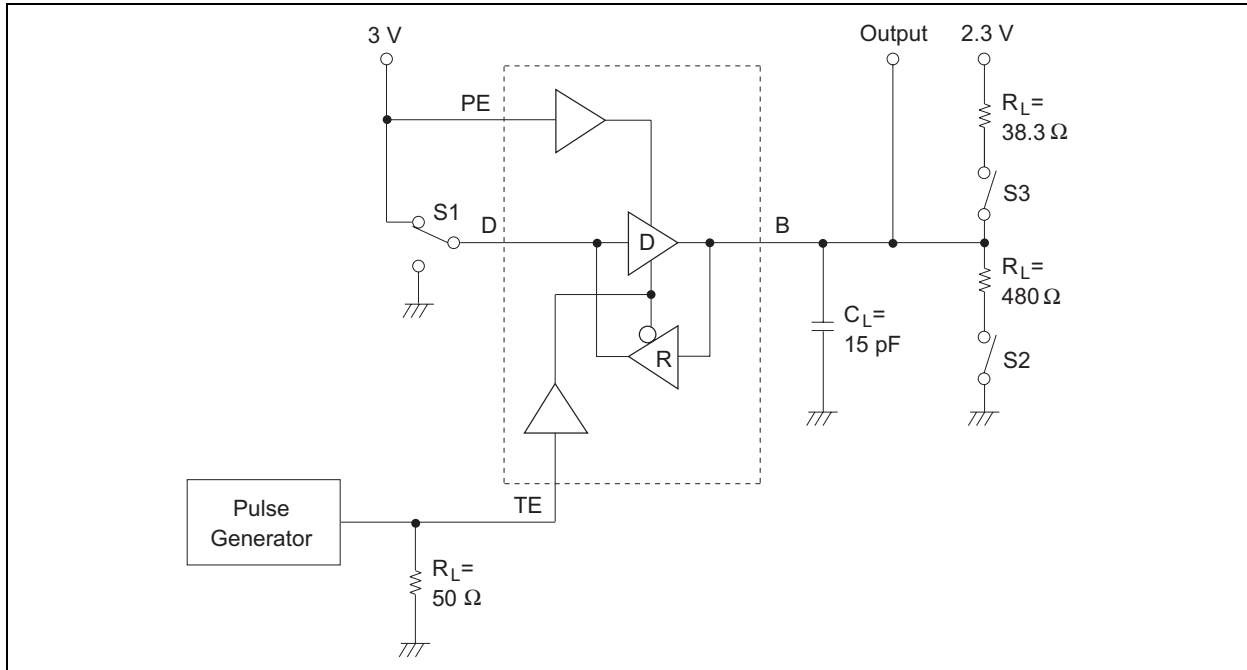 3 V
Output
2.3 V
PE
R_L=
38.3 Ω
S3
S1
D
D
B
R_L=
480 Ω
C_L=
15 pF
R
S2
TE
Pulse
Generator
R_L=
50 Ω